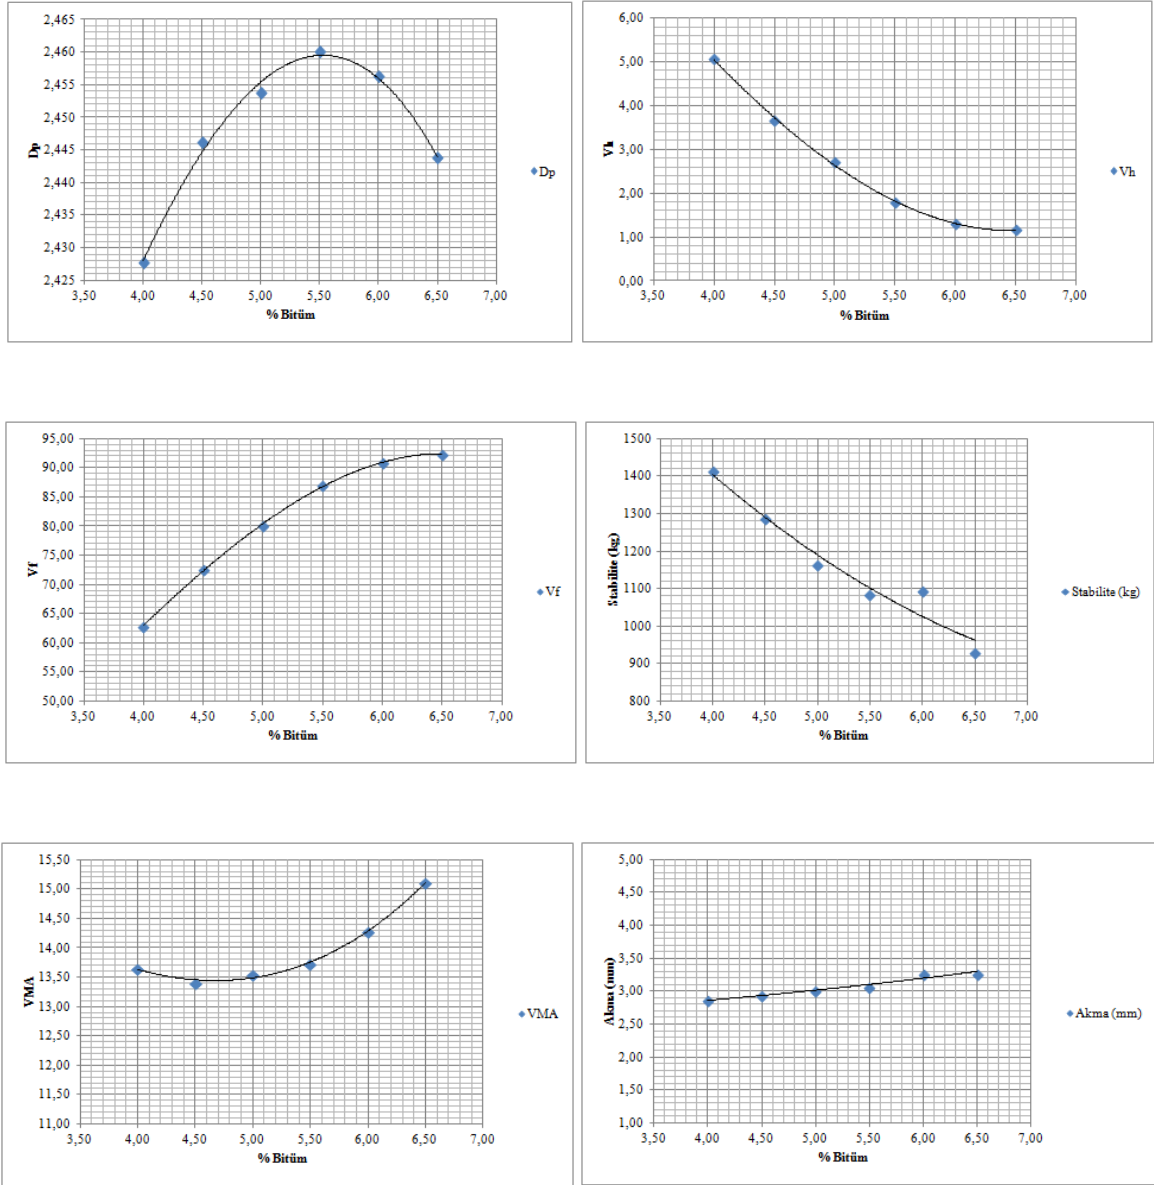 2,465
2,460
2,455
2,450
2,445
2,440
2,435
2,430
2,425
Dp
3,50 4,00 4,50 5,00 5,50 6,00 6,50 7,00
% Bitüm
Dp
6,00
5,00
4,00
3,00
2,00
1,00
0,00
Vh
3,50 4,00 4,50 5,00 5,50 6,00 6,50 7,00
% Bitüm
Vh
95,00
90,00
85,00
80,00
75,00
70,00
65,00
60,00
55,00
50,00
Vf
3,50 4,00 4,50 5,00 5,50 6,00 6,50 7,00
% Bitüm
Vf
1500
1400
1300
1200
1100
1000
900
800
Stabilite (kg)
3,50 4,00 4,50 5,00 5,50 6,00 6,50 7,00
% Bitüm
Stabilite (kg)
15,50
15,00
14,50
14,00
13,50
13,00
12,50
12,00
11,50
11,00
VMA
3,50 4,00 4,50 5,00 5,50 6,00 6,50 7,00
% Bitüm
VMA
5,00
4,50
4,00
3,50
3,00
2,50
2,00
1,50
1,00
Akma (mm)
3,50 4,00 4,50 5,00 5,50 6,00 6,50 7,00
% Bitüm
Akma (mm)